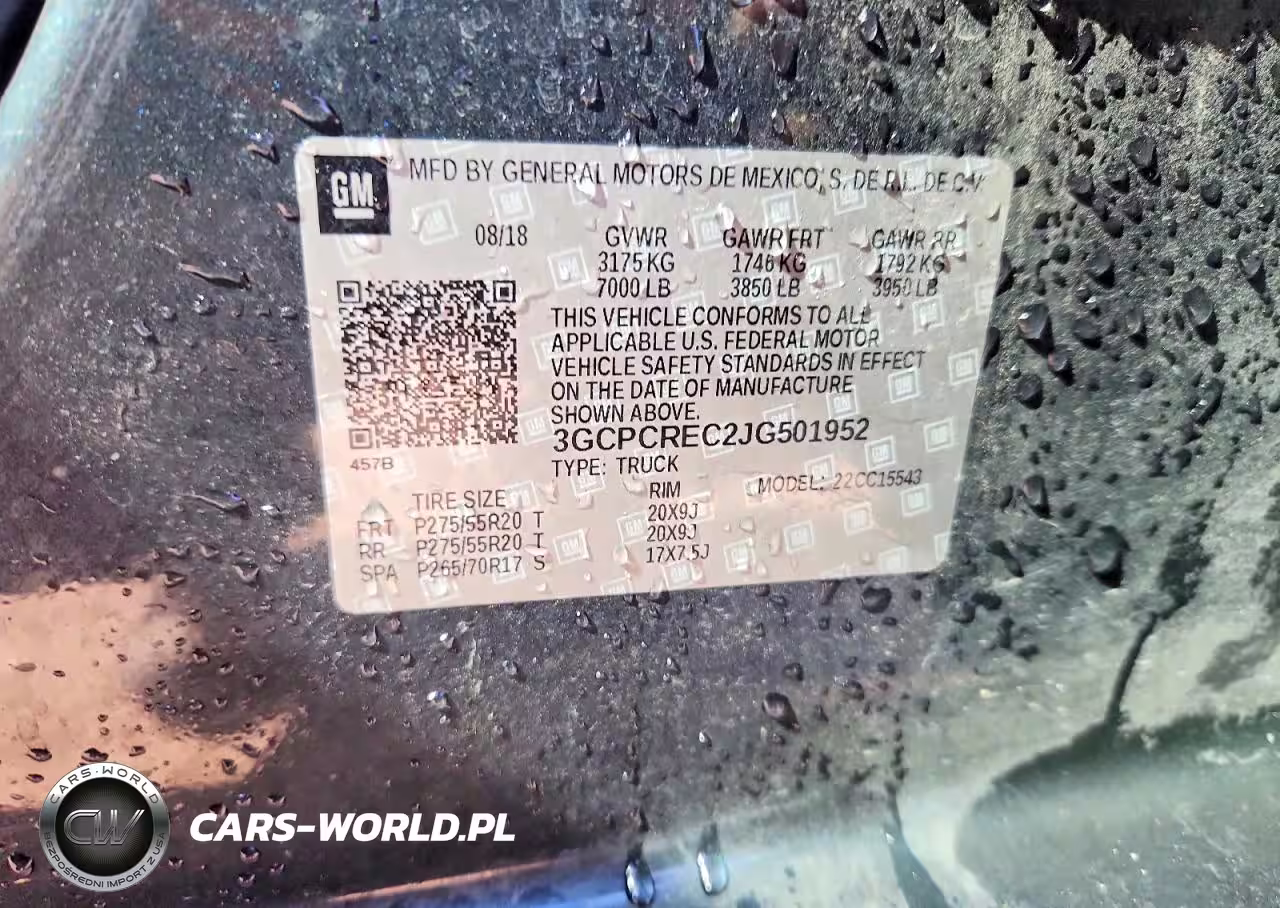 GM
MFD BY GENERAL MOTORS DE MEXICO, S. DE R.L. DE C.V.
08/18 GVWR GAWR FRT GAWR RR
3175 KG 1746 KG 1792 KG
7000 LB 3850 LB 3950 LB
THIS VEHICLE CONFORMS TO ALL
APPLICABLE U.S. FEDERAL MOTOR
VEHICLE SAFETY STANDARDS IN EFFECT
ON THE DATE OF MANUFACTURE
SHOWN ABOVE.
3GCPCREC2JG501952
457B
TYPE: TRUCK MODEL: 22CC15543
TIRE SIZE RIM
FRT P275/55R20 T 20X9J
RR P275/55R20 T 20X9J
SPA P265/70R17 S 17X7.5J
CARS-WORLD
CW
BEZPOŚREDNI IMPORT Z USA
CARS-WORLD.PL